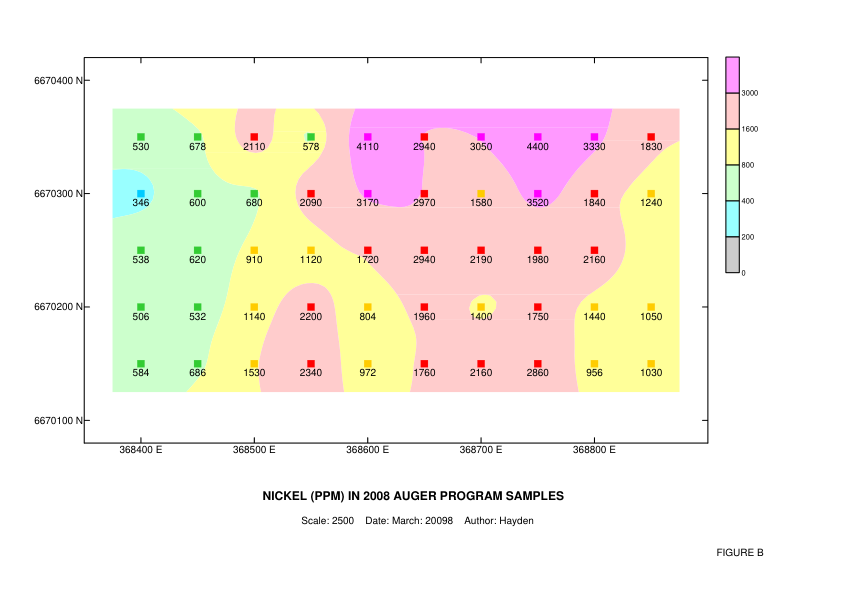 6670400 N
3000
1600
530 678 2110 578 4110 2940 3050 4400 3330 1830
800
6670300 N
346 600 680 2090 3170 2970 1580 3520 1840 1240
400
200
538 620 910 1120 1720 2940 2190 1980 2160
0
6670200 N
506 532 1140 2200 804 1960 1400 1750 1440 1050
584 686 1530 2340 972 1760 2160 2860 956 1030
6670100 N
368400 E 368500 E 368600 E 368700 E 368800 E
NICKEL (PPM) IN 2008 AUGER PROGRAM SAMPLES
Scale: 2500 Date: March: 20098 Author: Hayden
FIGURE B